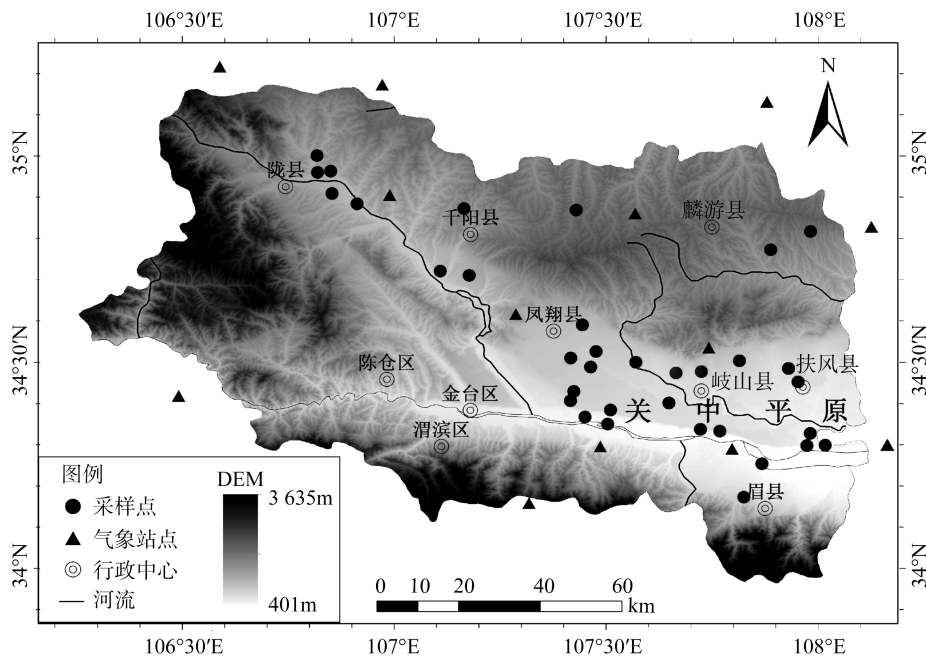 106°30′E 107°E 107°30′E 108°E
N
35°N
35°N
陇县
千阳县
麟游县
凤翔县
34°30′N
34°30′N
陈仓区
岐山县
扶风县
金台区
关中平原
渭滨区
眉县
图例
采样点
气象站点
行政中心
河流
DEM
3 635m
401m
34°N
34°N
0 10 20 40 60
km
106°30′E 107°E 107°30′E 108°E